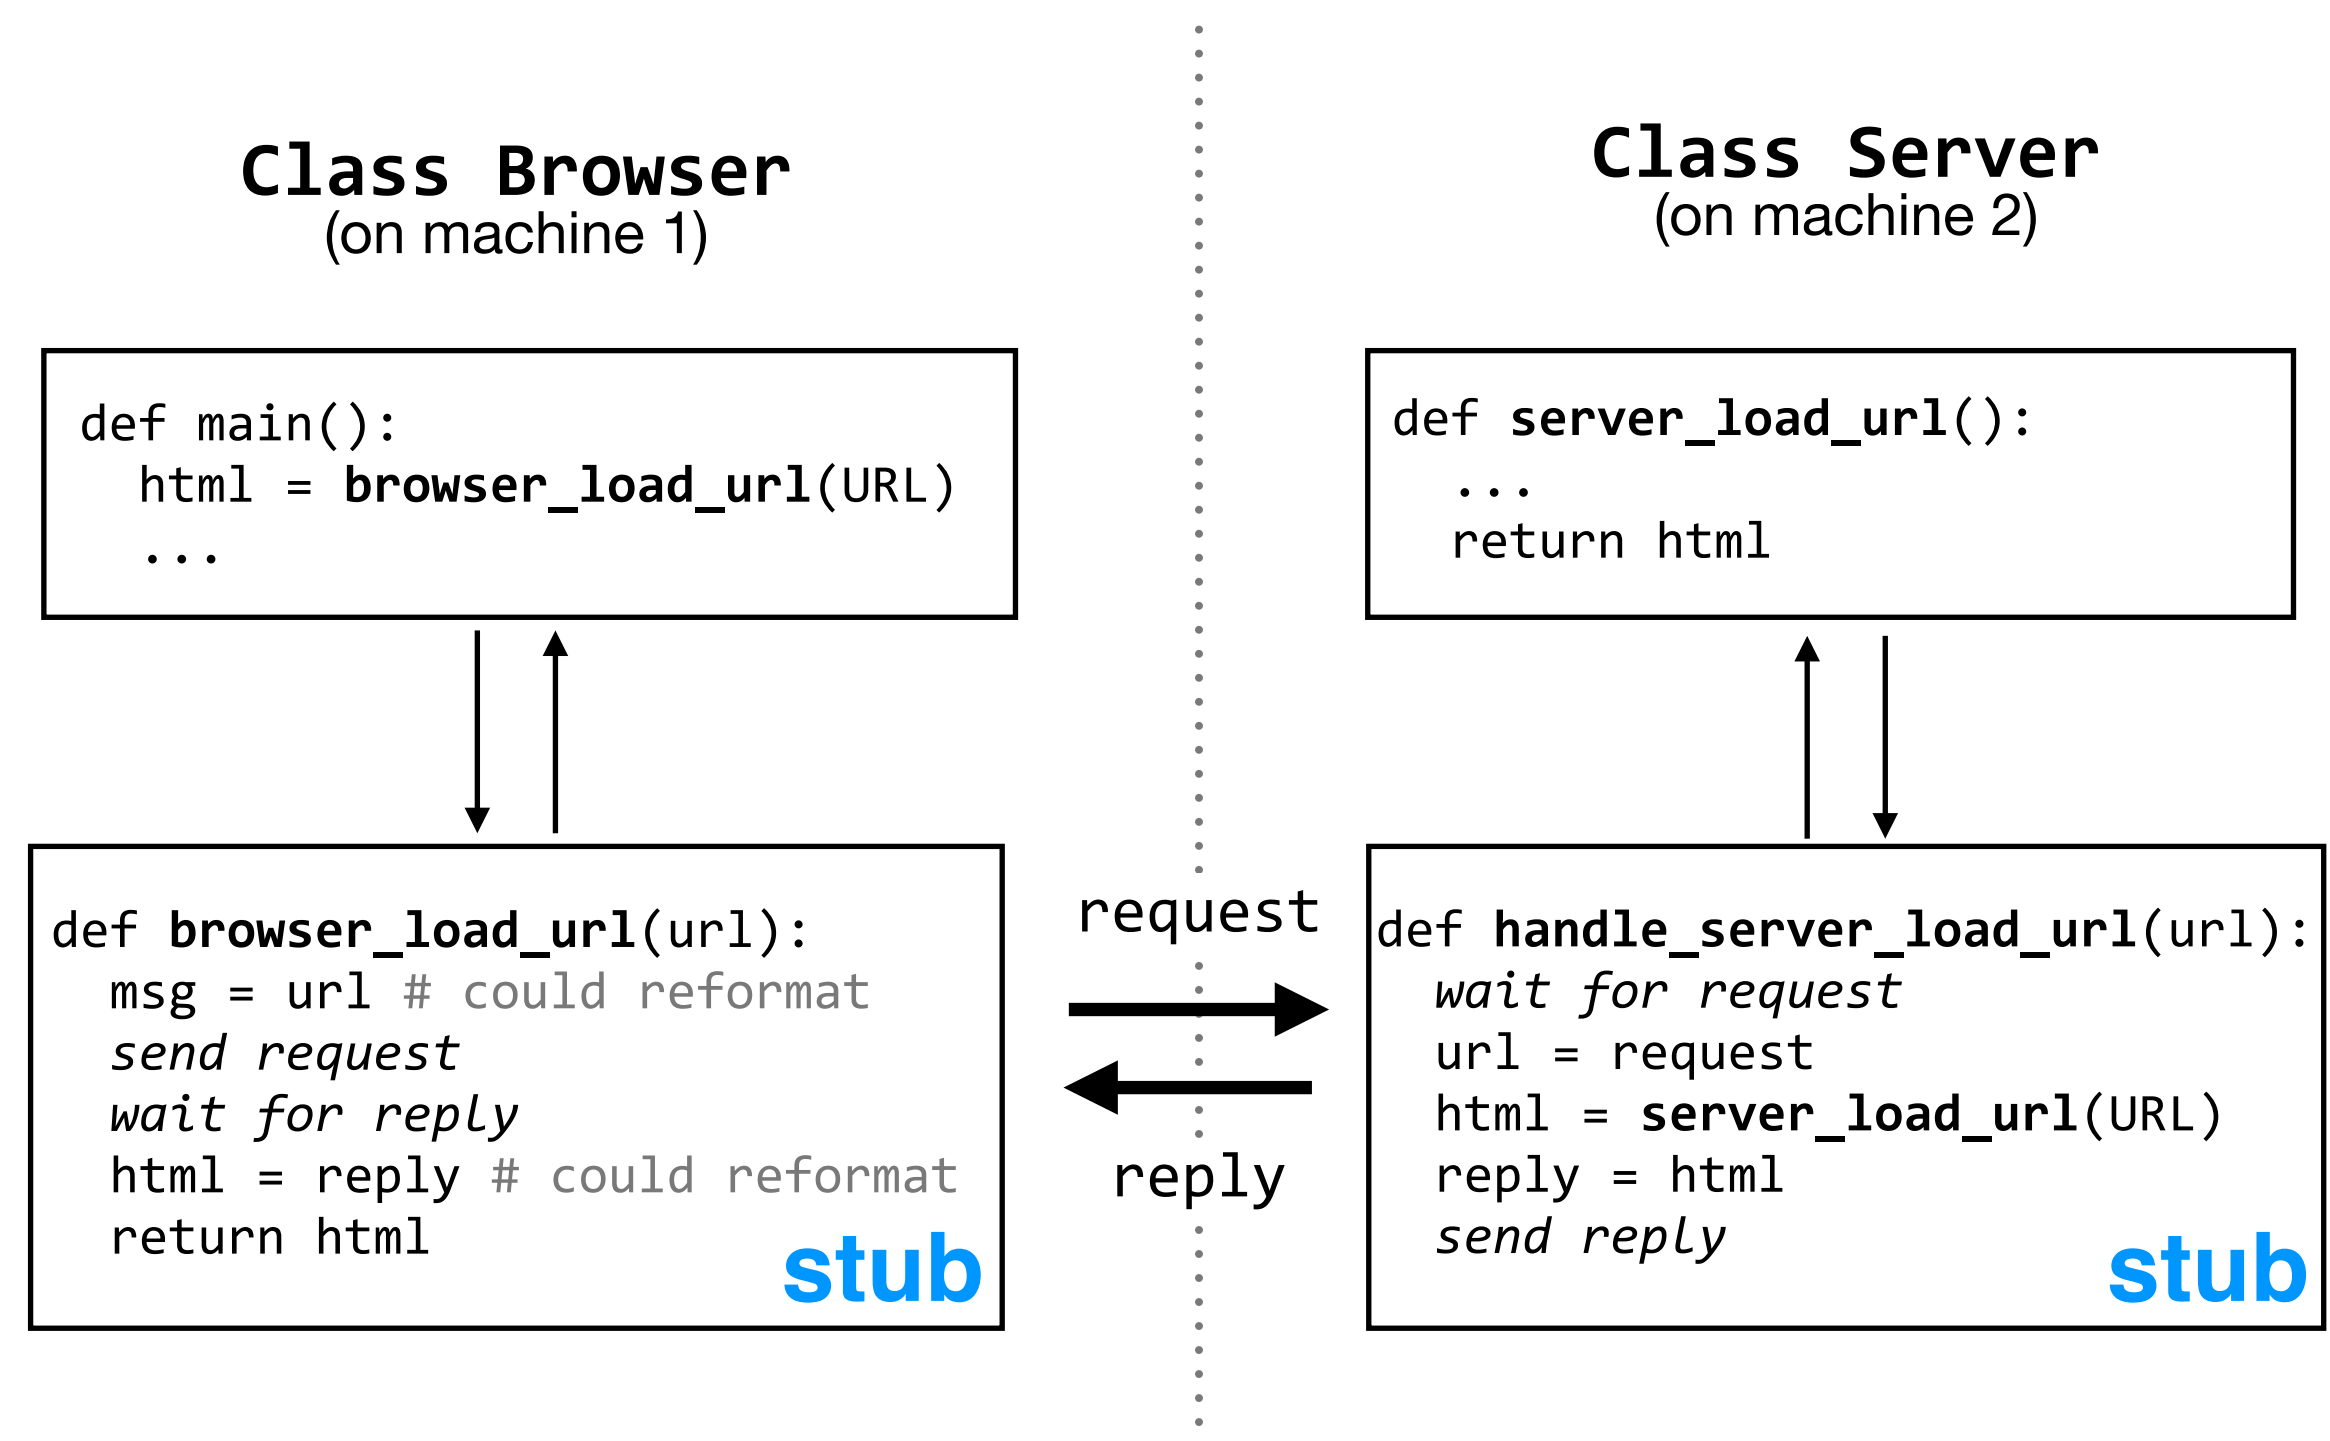 Class Browser
(on machine 1)
def main():
  html = browser_load_url(URL)
  ...
def browser_load_url(url):
  msg = url # could reformat
  send request
  wait for reply
  html = reply # could reformat
  return html
stub
request
reply
Class Server
(on machine 2)
def server_load_url():
  ...
  return html
def handle_server_load_url(url):
  wait for request
  url = request
  html = server_load_url(URL)
  reply = html
  send reply
stub